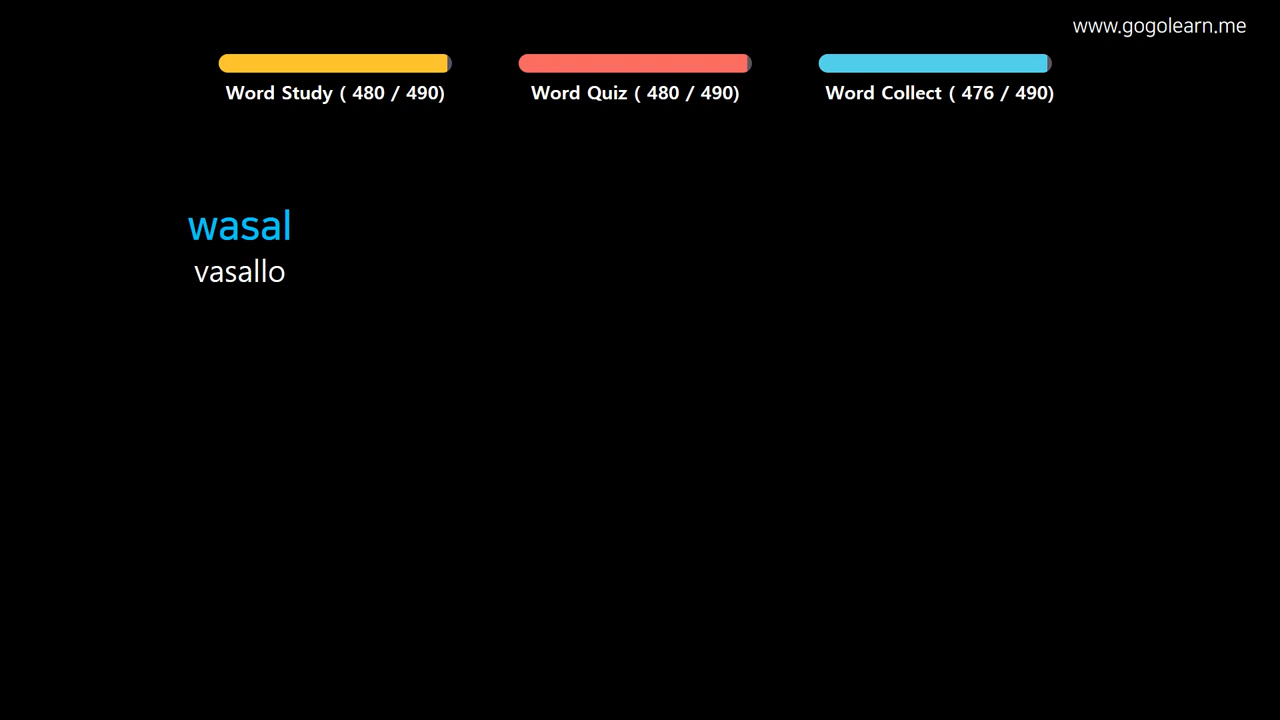 www.gogolearn.me
Word Study ( 480 / 490)
Word Quiz ( 480 / 490)
Word Collect ( 476 / 490)
wasal
vasallo